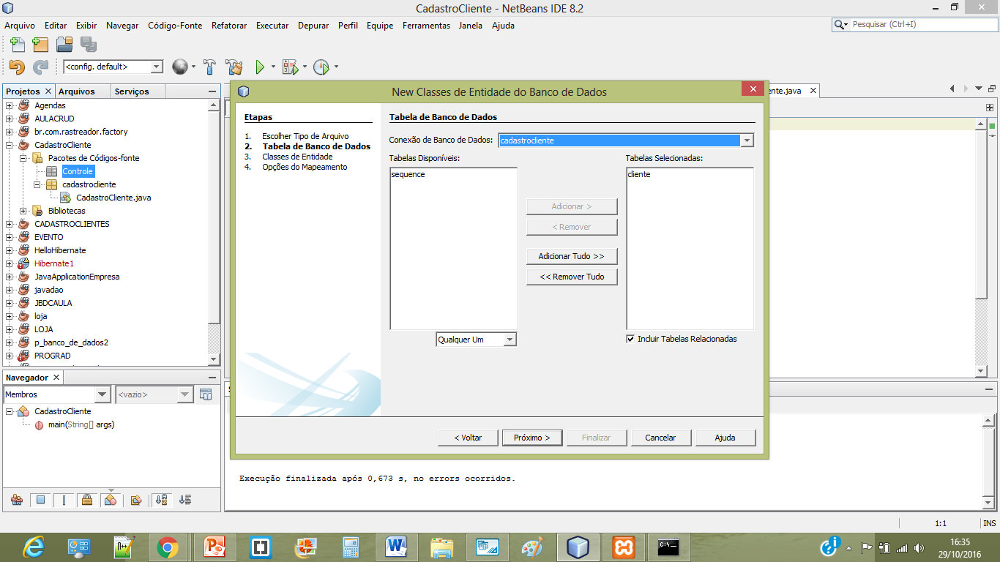 CadastroCliente - NetBeans IDE 8.2
Arquivo Editar Exibir Navegar Código-Fonte Refatorar Executar Depurar Perfil Equipe Ferramentas Janela Ajuda
Pesquisar (Ctrl+I)
<config. default>
Projetos Arquivos Serviços
Agendas
AULACRUD
br.com.rastreador.factory
CadastroCliente
Pacotes de Códigos-fonte
Controle
cadastrocliente
CadastroCliente.java
Bibliotecas
CADASTROCLIENTES
EVENTO
HelloHibernate
Hibernate1
JavaApplicationEmpresa
javadao
JBDCAULA
loja
LOJA
p_banco_de_dados2
PROGRAD
Navegador
Membros
<vazio>
CadastroCliente
main(String[] args)
ente.java
New Classes de Entidade do Banco de Dados
Etapas
1. Escolher Tipo de Arquivo
2. Tabela de Banco de Dados
3. Classes de Entidade
4. Opções do Mapeamento
Tabela de Banco de Dados
Conexão de Banco de Dados: cadastrocliente
Tabelas Disponíveis:
sequence
Qualquer Um
Adicionar >
< Remover
Adicionar Tudo >>
<< Remover Tudo
Tabelas Selecionadas:
cliente
Incluir Tabelas Relacionadas
< Voltar Próximo > Finalizar Cancelar Ajuda
Execução finalizada após 0,673 s, no errors ocorridos.
1:1 INS
16:35
29/10/2016